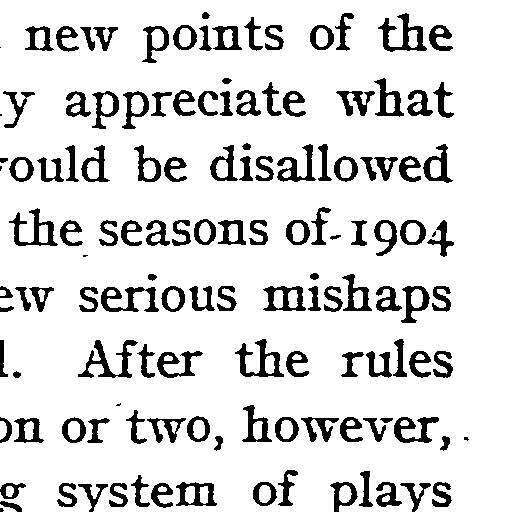 new points of the
y appreciate what
ould be disallowed
the seasons of 1904
ew serious mishaps
. After the rules
on or two, however,
g system of plays